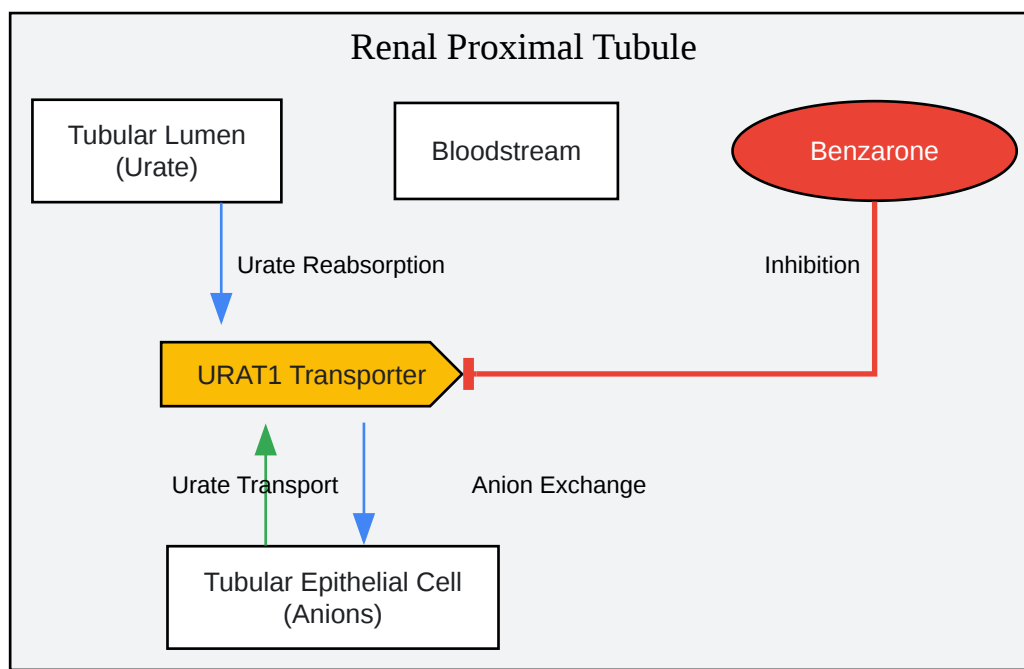 Renal Proximal Tubule
Tubular Lumen
(Urate)
Bloodstream
Benzarone
Urate Reabsorption
Inhibition
URAT1 Transporter
Urate Transport
Anion Exchange
Tubular Epithelial Cell
(Anions)